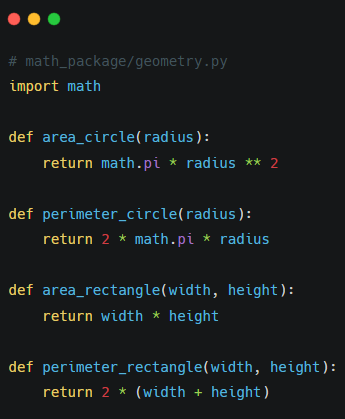 # math_package/geometry.py
import math
def area_circle(radius):
    return math.pi * radius ** 2
def perimeter_circle(radius):
    return 2 * math.pi * radius
def area_rectangle(width, height):
    return width * height
def perimeter_rectangle(width, height):
    return 2 * (width + height)